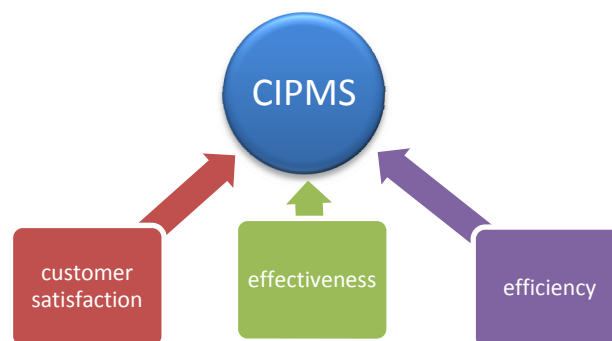 CIPMS
customer
satisfaction
effectiveness
efficiency